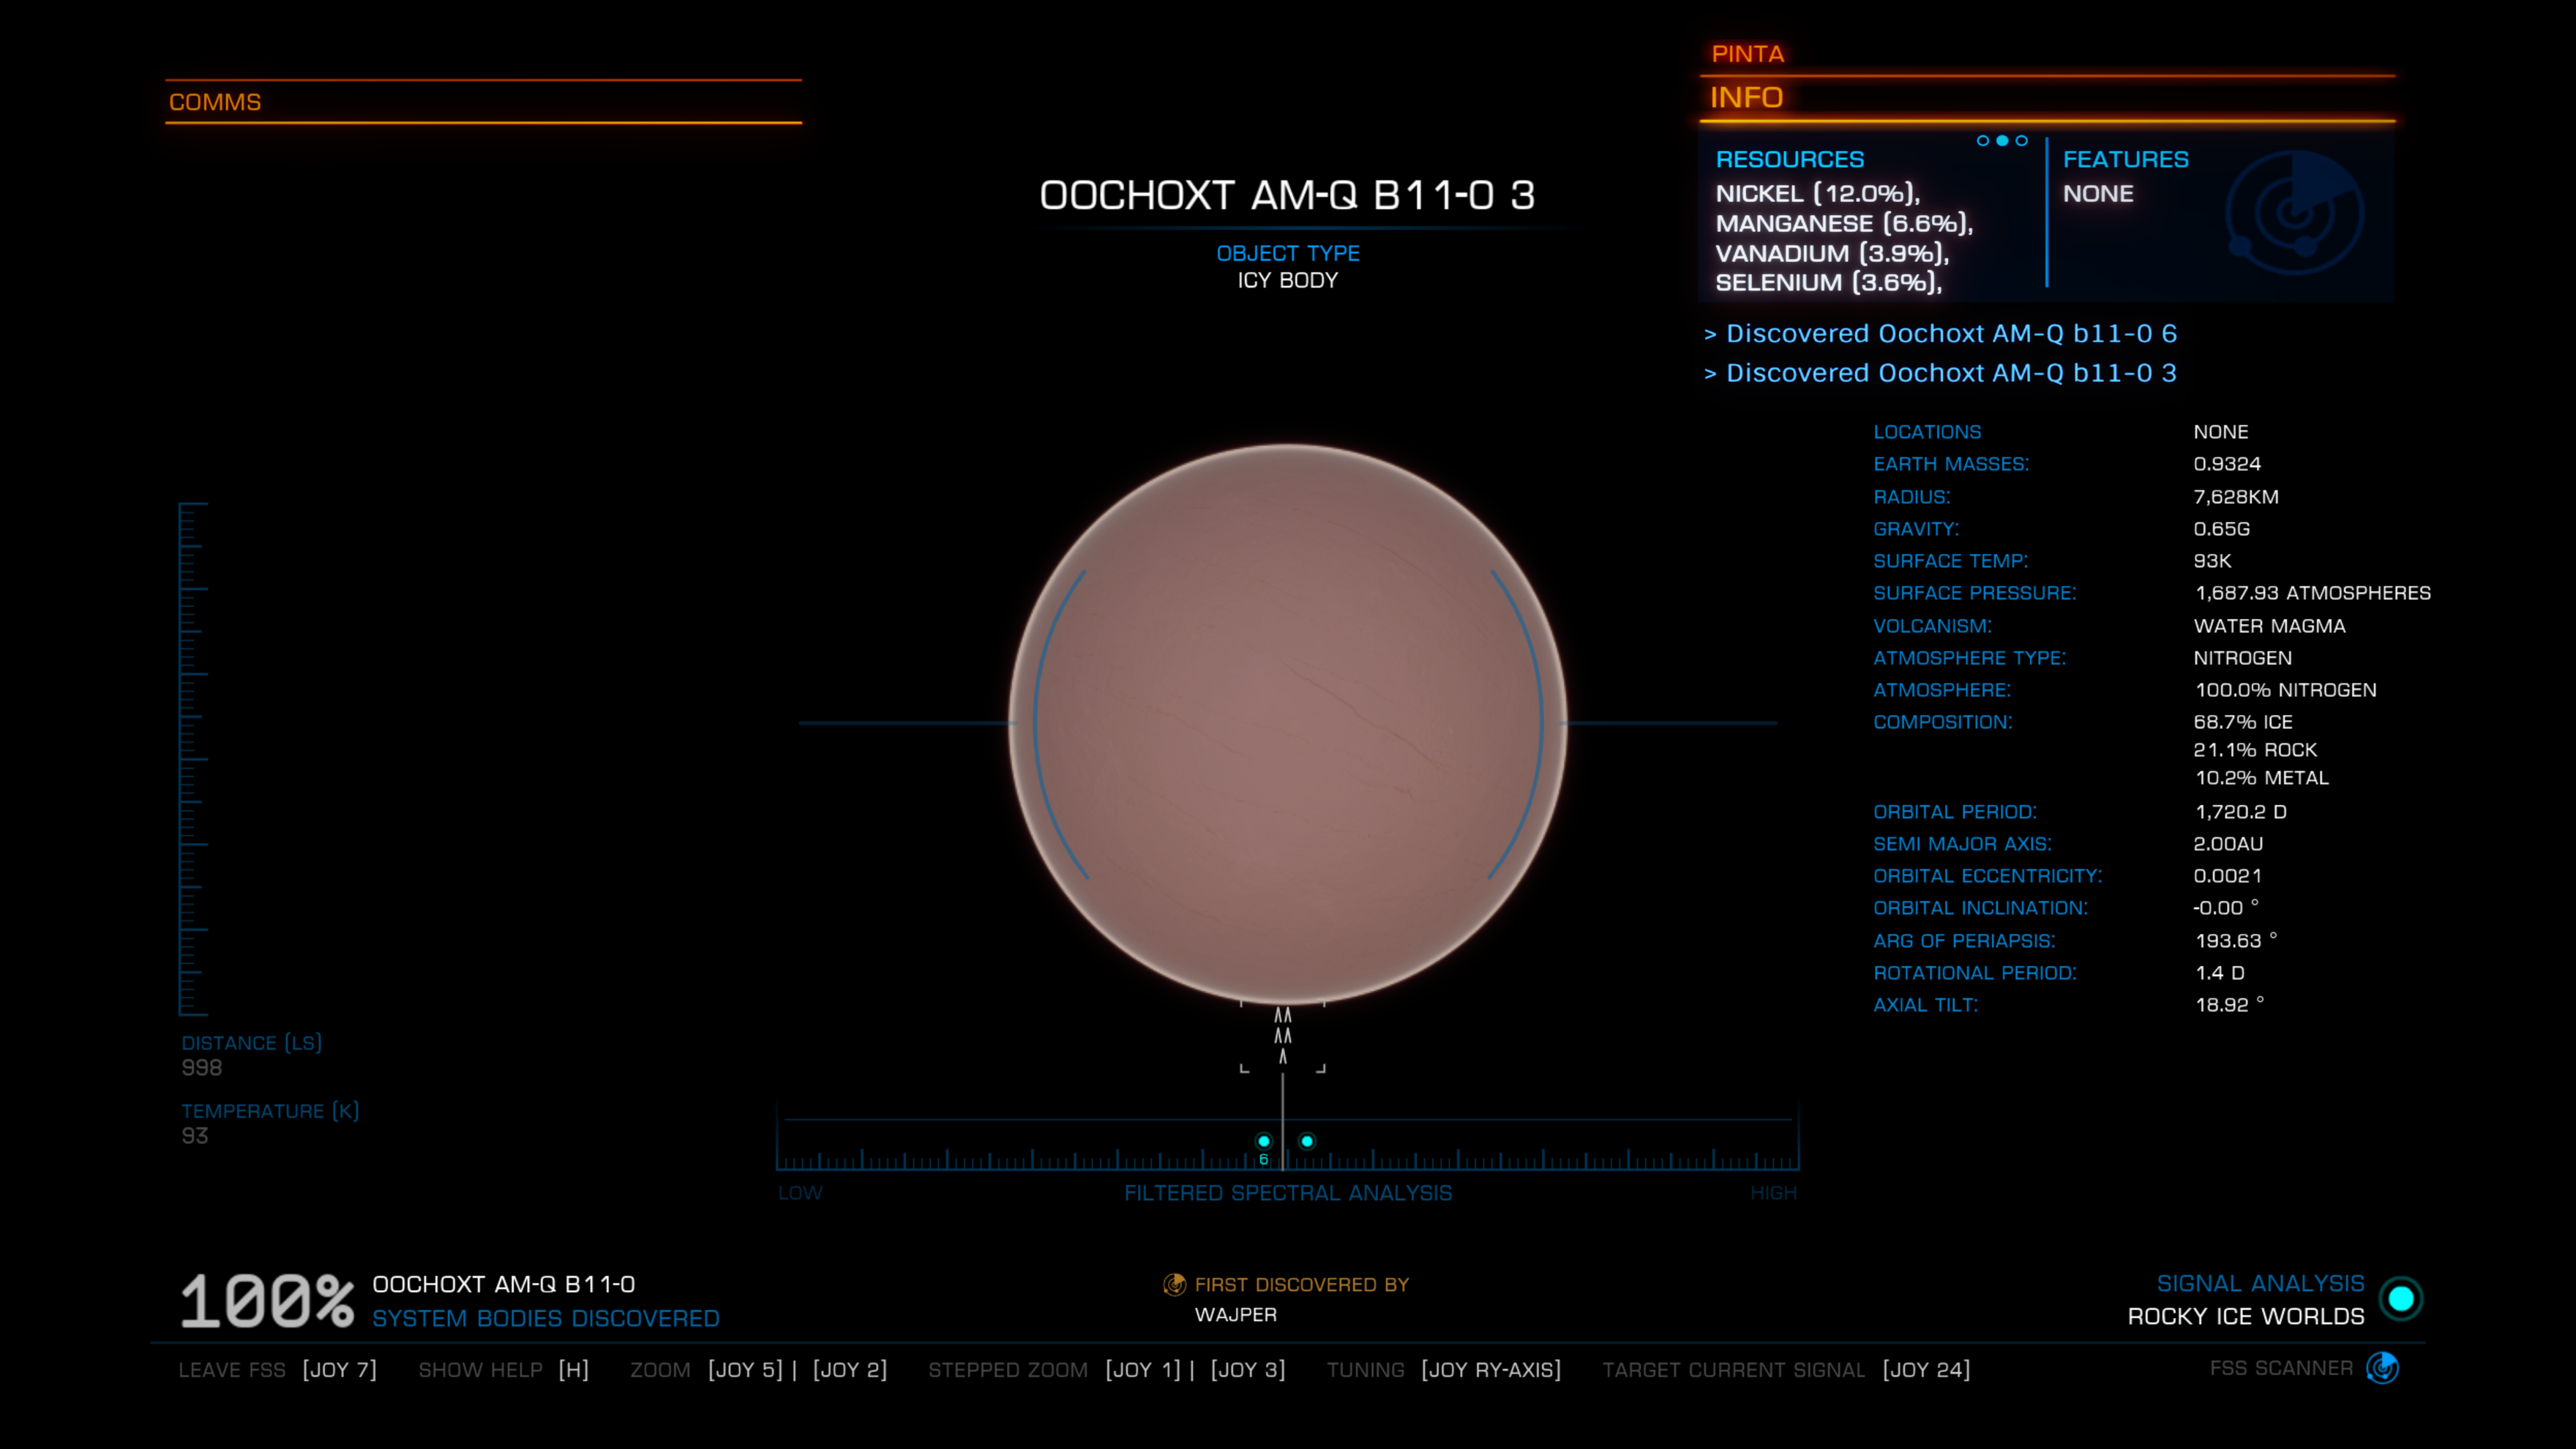 COMMS
PINTA
INFO
RESOURCES
NICKEL (12.0%),
MANGANESE (6.6%),
VANADIUM (3.9%),
SELENIUM (3.6%),
FEATURES
NONE
OOCHOXT AM-Q B11-0 3
OBJECT TYPE
ICY BODY
> Discovered Oochoxt AM-Q b11-0 6
> Discovered Oochoxt AM-Q b11-0 3
LOCATIONS NONE
EARTH MASSES: 0.9324
RADIUS: 7,628KM
GRAVITY: 0.65G
SURFACE TEMP: 93K
SURFACE PRESSURE: 1,687.93 ATMOSPHERES
VOLCANISM: WATER MAGMA
ATMOSPHERE TYPE: NITROGEN
ATMOSPHERE: 100.0% NITROGEN
COMPOSITION: 68.7% ICE
21.1% ROCK
10.2% METAL
ORBITAL PERIOD: 1,720.2 D
SEMI MAJOR AXIS: 2.00AU
ORBITAL ECCENTRICITY: 0.0021
ORBITAL INCLINATION: -0.00 °
ARG OF PERIAPSIS: 193.63 °
ROTATIONAL PERIOD: 1.4 D
AXIAL TILT: 18.92 °
DISTANCE (LS)
998
TEMPERATURE (K)
93
6
LOW FILTERED SPECTRAL ANALYSIS HIGH
100% OOCHOXT AM-Q B11-0
SYSTEM BODIES DISCOVERED
FIRST DISCOVERED BY
WAJPER
SIGNAL ANALYSIS
ROCKY ICE WORLDS
LEAVE FSS [JOY 7] SHOW HELP [H] ZOOM [JOY 5] | [JOY 2] STEPPED ZOOM [JOY 1] | [JOY 3] TUNING [JOY RY-AXIS] TARGET CURRENT SIGNAL [JOY 24] FSS SCANNER